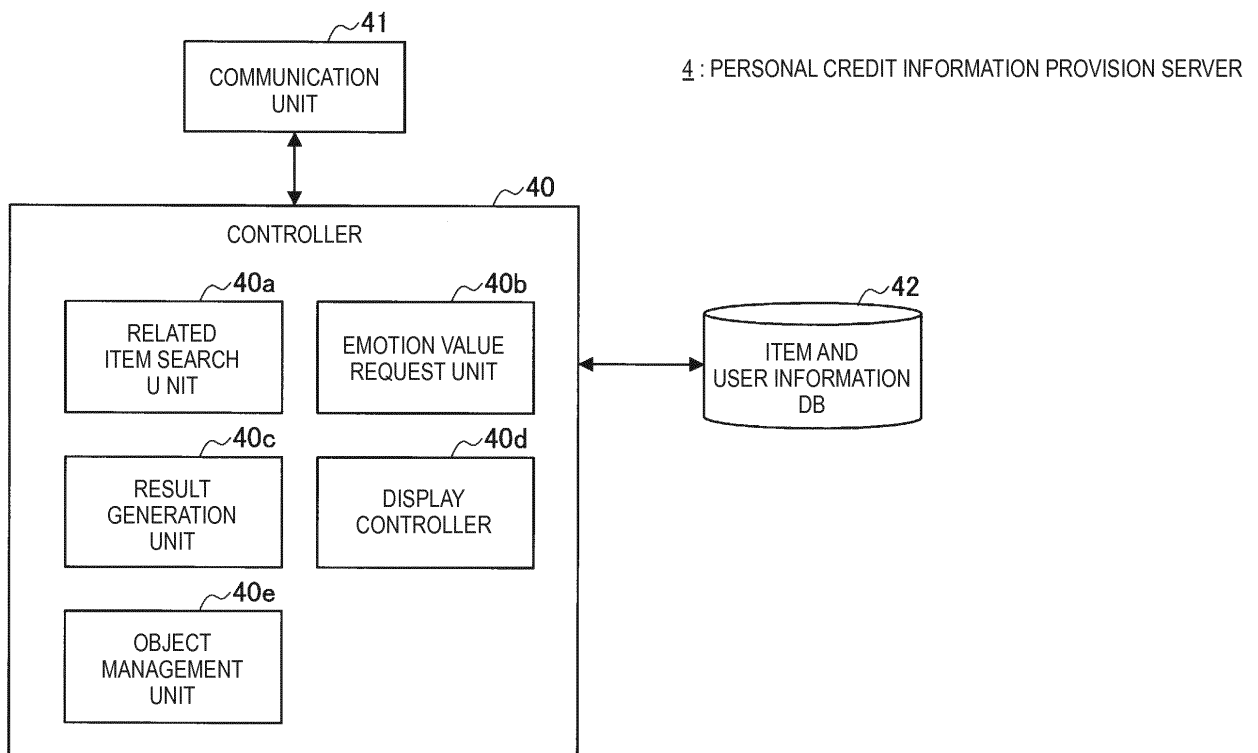 41
COMMUNICATION
UNIT
4 : PERSONAL CREDIT INFORMATION PROVISION SERVER
40
CONTROLLER
40a
RELATED
ITEM SEARCH
U NIT
40b
EMOTION VALUE
REQUEST UNIT
42
ITEM AND
USER INFORMATION
DB
40c
RESULT
GENERATION
UNIT
40d
DISPLAY
CONTROLLER
40e
OBJECT
MANAGEMENT
UNIT